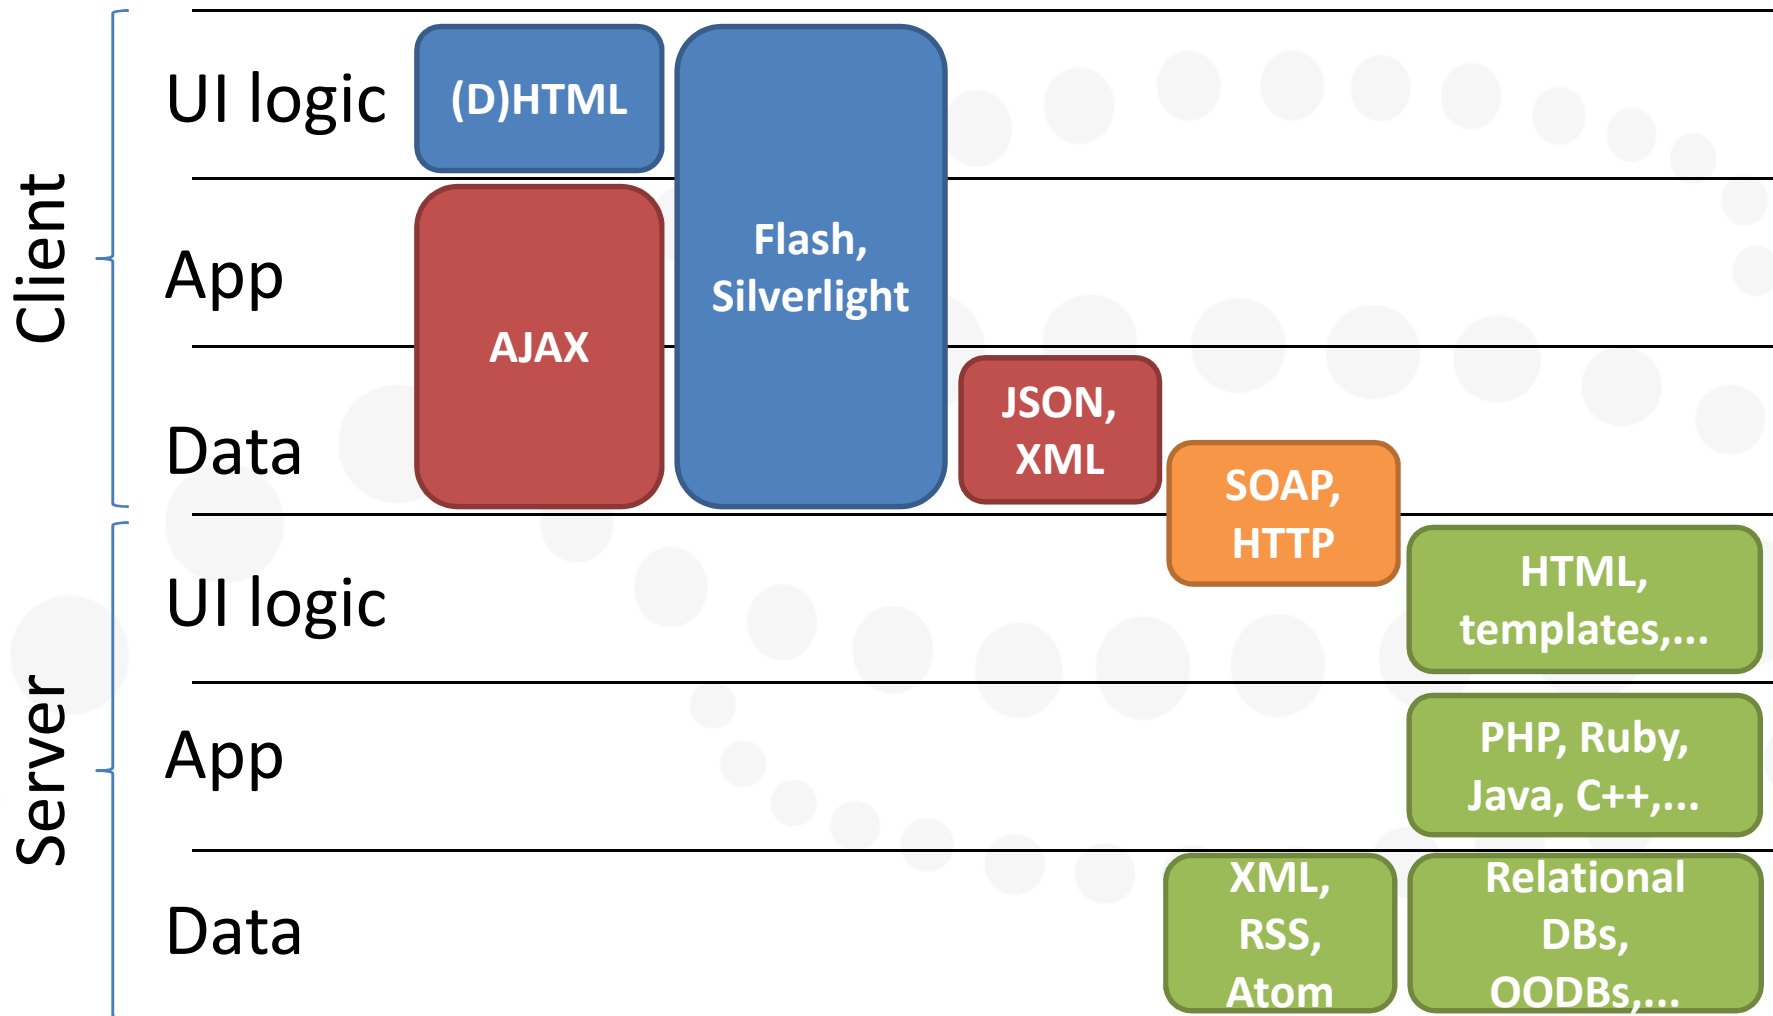 Client
UI logic
(D)HTML
Flash,
Silverlight
App
AJAX
Data
JSON,
XML
SOAP,
HTTP
Server
UI logic
HTML,
templates,...
App
PHP, Ruby,
Java, C++,...
Data
XML,
RSS,
Atom
Relational
DBs,
OODBs,...